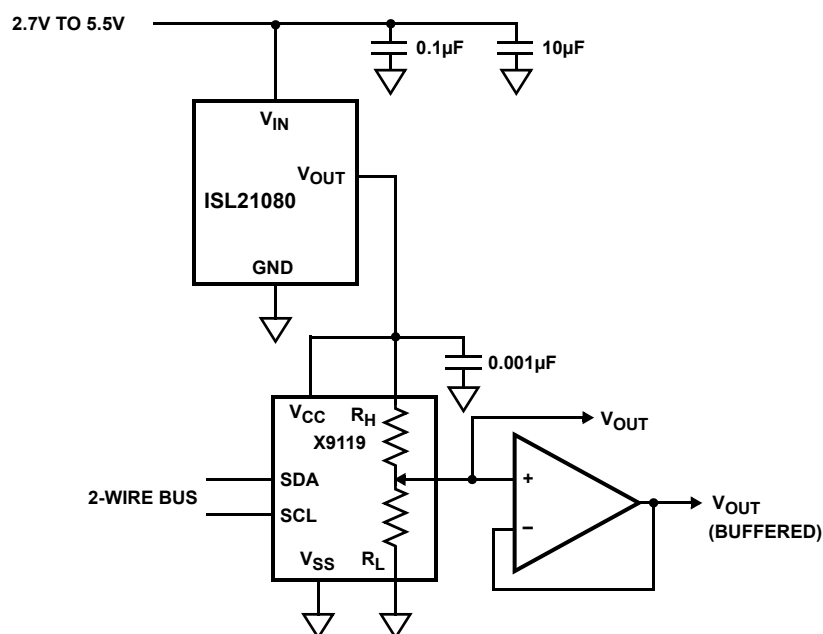 2.7V TO 5.5V
0.1µF
10µF
VIN
VOUT
ISL21080
GND
0.001µF
VCC
RH
X9119
VOUT
SDA
+
2-WIRE BUS
SCL
−
VOUT
(BUFFERED)
VSS
RL